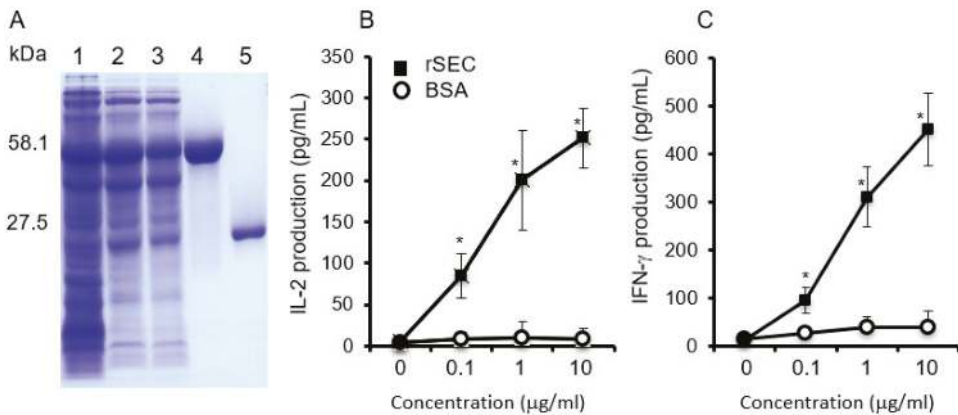 A
kDa
1 2 3 4 5
58.1
27.5
B
IL-2 production (pg/mL)
350
300
250
200
150
100
50
0
rSEC
BSA
*
*
*
0 0.1 1 10
Concentration (μg/ml)
C
IFN-γ production (pg/mL)
600
500
400
300
200
100
0
*
*
*
0 0.1 1 10
Concentration (μg/ml)